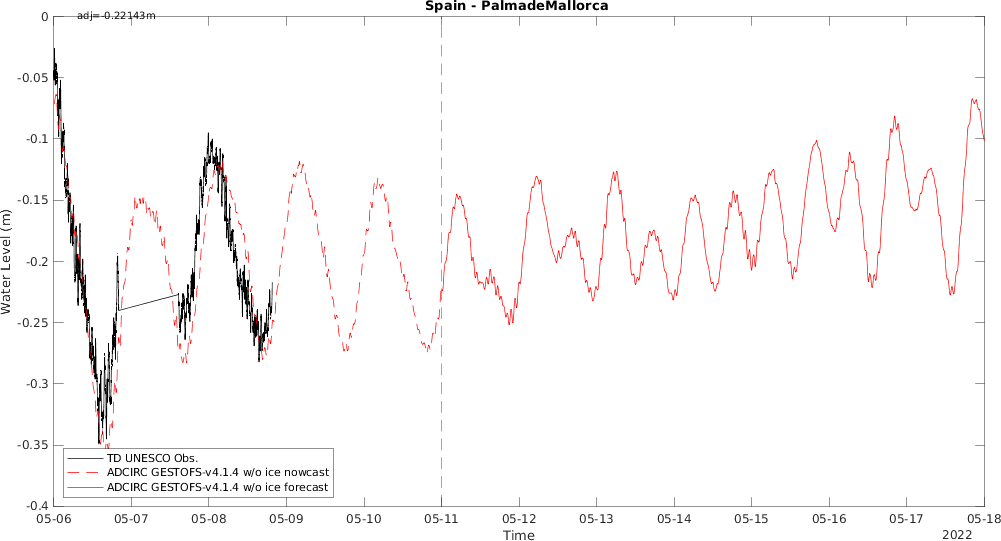 Spain - PalmadeMallorca
adj=-0.22143m
0
-0.05
-0.1
-0.15
-0.2
-0.25
-0.3
-0.35
-0.4
Water Level (m)
TD UNESCO Obs.
ADCIRC GESTOFS-v4.1.4 w/o ice nowcast
ADCIRC GESTOFS-v4.1.4 w/o ice forecast
05-06 05-07 05-08 05-09 05-10 05-11 05-12 05-13 05-14 05-15 05-16 05-17 05-18
Time
2022